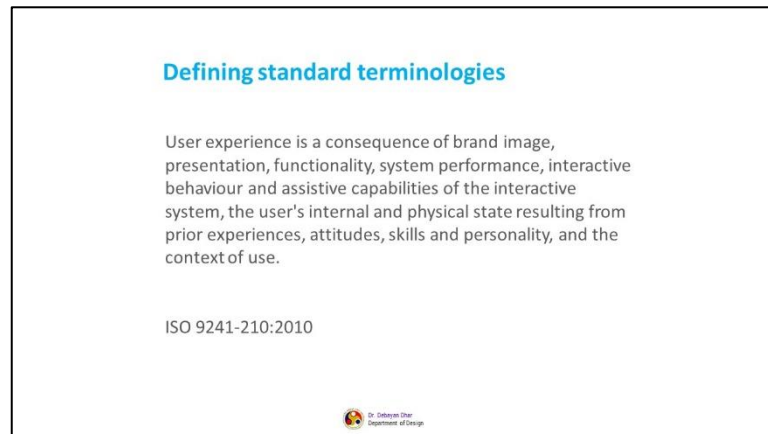 Defining standard terminologies
User experience is a consequence of brand image,
presentation, functionality, system performance, interactive
behaviour and assistive capabilities of the interactive
system, the user's internal and physical state resulting from
prior experiences, attitudes, skills and personality, and the
context of use.
ISO 9241-210:2010
Dr. Debayan Dhar
Department of Design